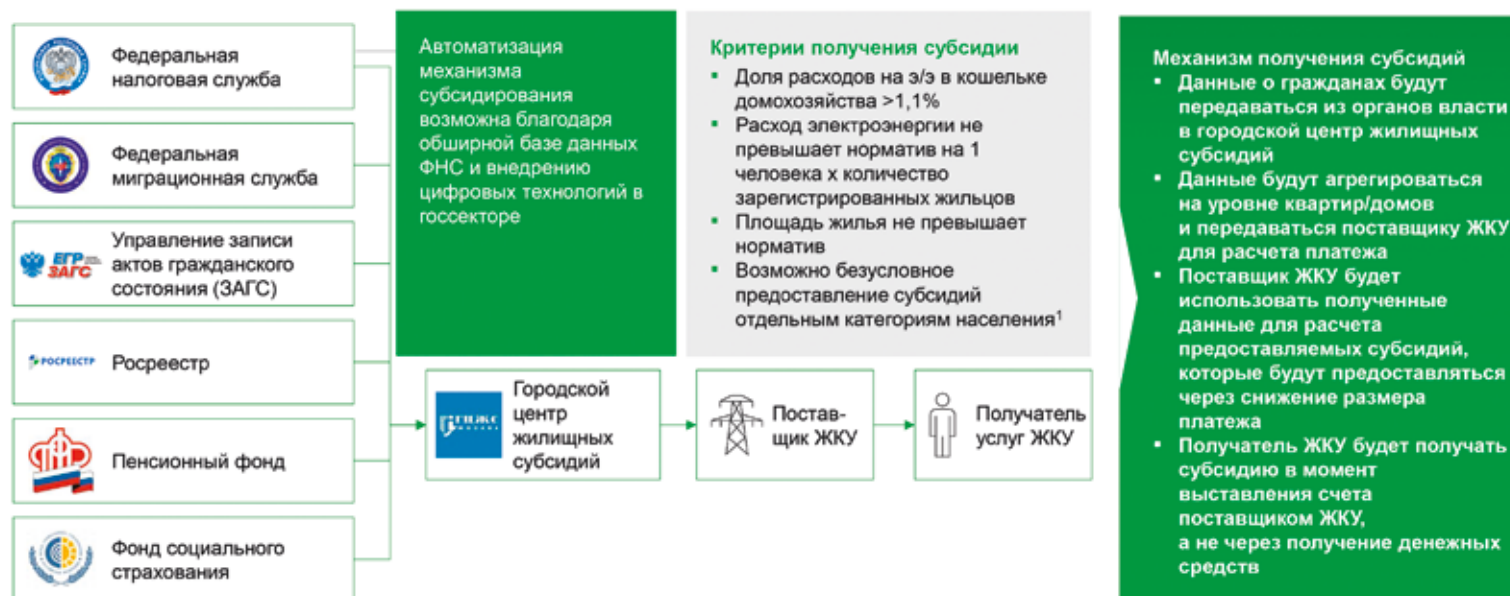 Федеральная
налоговая служба
Федеральная
миграционная служба
ЕГР
ЗАГС
Управление записи
актов гражданского
состояния (ЗАГС)
РОСРЕЕСТР
Росреестр
Пенсионный фонд
Фонд социального
страхования
Автоматизация
механизма
субсидирования
возможна благодаря
обширной базе данных
ФНС и внедрению
цифровых технологий в
госсекторе
Критерии получения субсидии
▪ Доля расходов на э/э в кошельке
домохозяйства >1,1%
▪ Расход электроэнергии не
превышает норматив на 1
человека х количество
зарегистрированных жильцов
▪ Площадь жилья не превышает
норматив
▪ Возможно безусловное
предоставление субсидий
отдельным категориям населения¹
Городской
центр
жилищных
субсидий
Постав-
щик ЖКУ
Получатель
услуг ЖКУ
Механизм получения субсидий
▪ Данные о гражданах будут
передаваться из органов власти
в городской центр жилищных
субсидий
▪ Данные будут агрегироваться
на уровне квартир/домов
и передаваться поставщику ЖКУ
для расчета платежа
▪ Поставщик ЖКУ будет
использовать полученные
данные для расчета
предоставляемых субсидий,
которые будут предоставляться
через снижение размера
платежа
▪ Получатель ЖКУ будет получать
субсидию в момент
выставления счета
поставщиком ЖКУ,
а не через получение денежных
средств